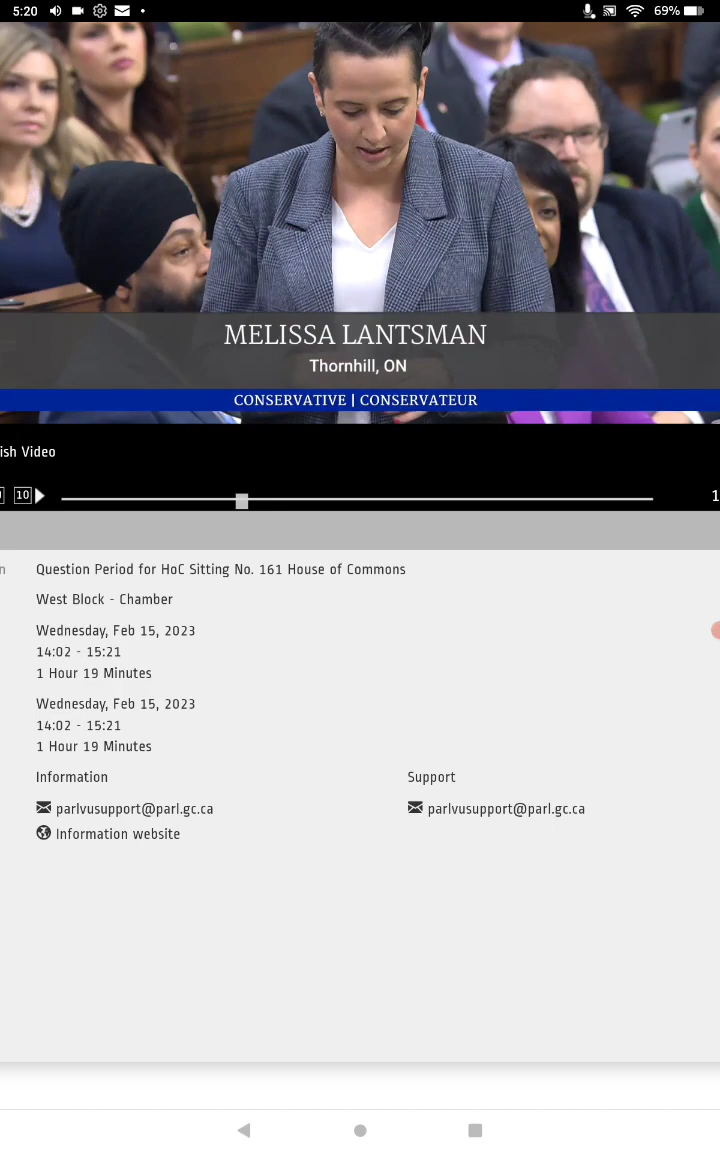 5:20
69%
MELISSA LANTSMAN
Thornhill, ON
CONSERVATIVE | CONSERVATEUR
ish Video
10
1
n
Question Period for HoC Sitting No. 161 House of Commons
West Block - Chamber
Wednesday, Feb 15, 2023
14:02 - 15:21
1 Hour 19 Minutes
Wednesday, Feb 15, 2023
14:02 - 15:21
1 Hour 19 Minutes
Information Support
parlvusupport@parl.gc.ca parlvusupport@parl.gc.ca
Information website